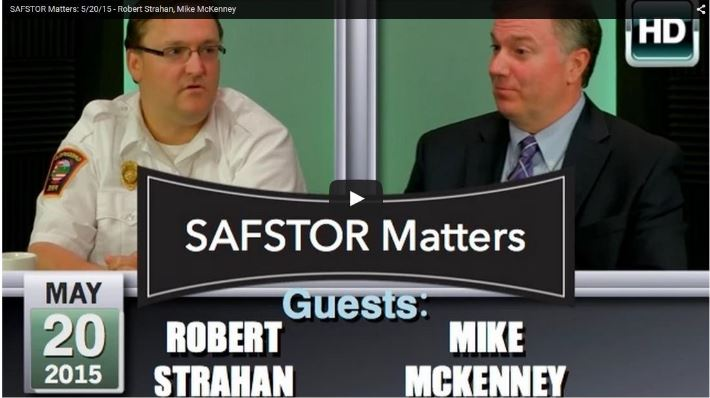 SAFSTOR Matters: 5/20/15 - Robert Strahan, Mike McKenney
HD
SAFSTOR Matters
Guests:
MAY
20
2015
ROBERT
STRAHAN
MIKE
MCKENNEY